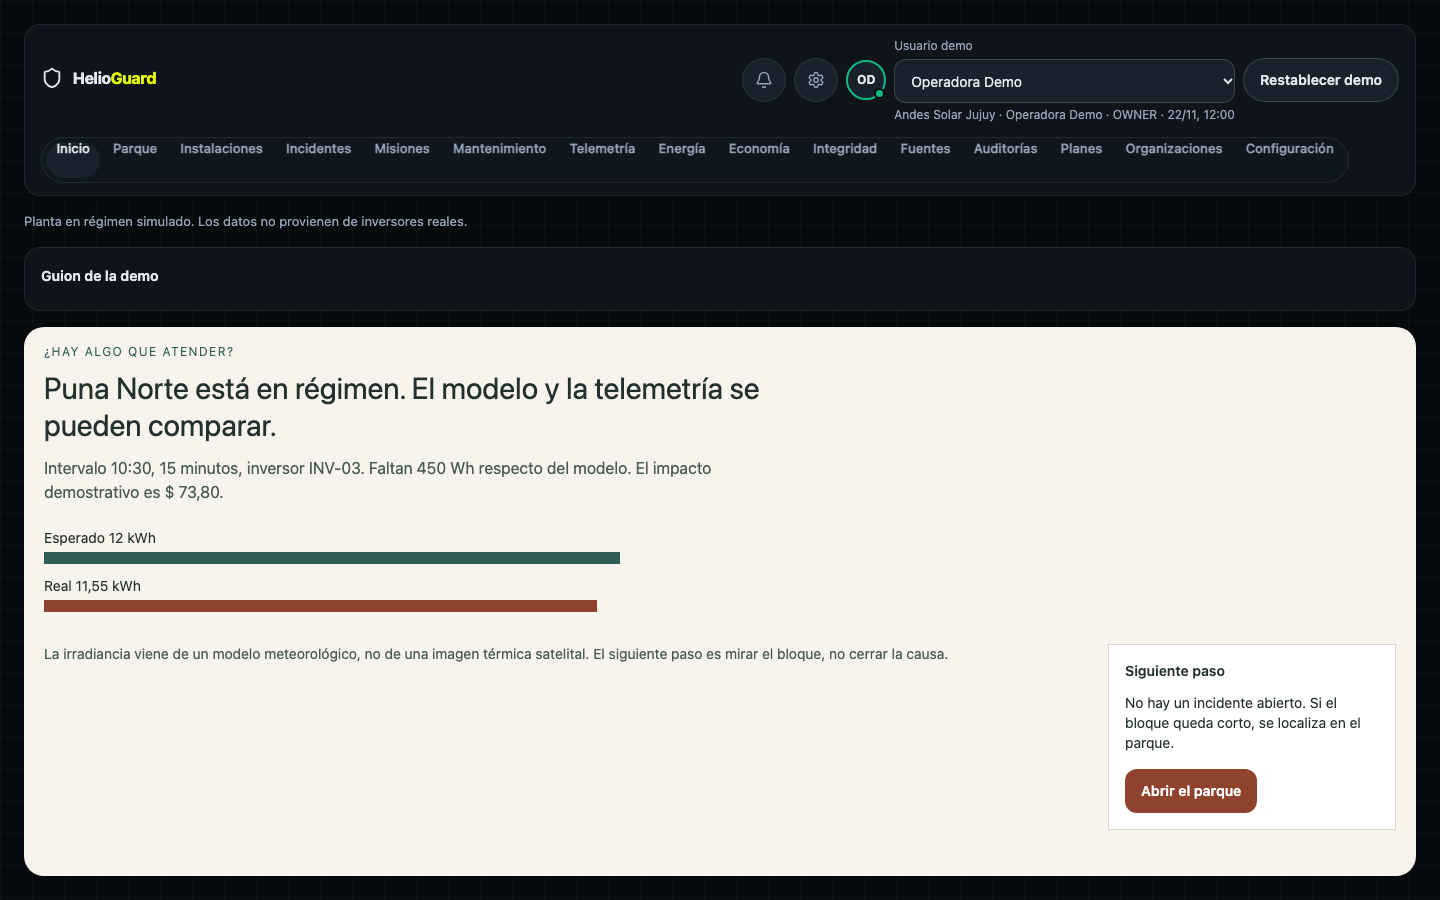 HelioGuard
OD
Usuario demo
Operadora Demo
Restablecer demo
Andes Solar Jujuy · Operadora Demo · OWNER · 22/11, 12:00
Inicio Parque Instalaciones Incidentes Misiones Mantenimiento Telemetría Energía Economía Integridad Fuentes Auditorías Planes Organizaciones Configuración
Planta en régimen simulado. Los datos no provienen de inversores reales.
Guion de la demo
¿HAY ALGO QUE ATENDER?
Puna Norte está en régimen. El modelo y la telemetría se
pueden comparar.
Intervalo 10:30, 15 minutos, inversor INV-03. Faltan 450 Wh respecto del modelo. El impacto
demostrativo es $ 73,80.
Esperado 12 kWh
Real 11,55 kWh
La irradiancia viene de un modelo meteorológico, no de una imagen térmica satelital. El siguiente paso es mirar el bloque, no cerrar la causa.
Siguiente paso
No hay un incidente abierto. Si el
bloque queda corto, se localiza en el
parque.
Abrir el parque